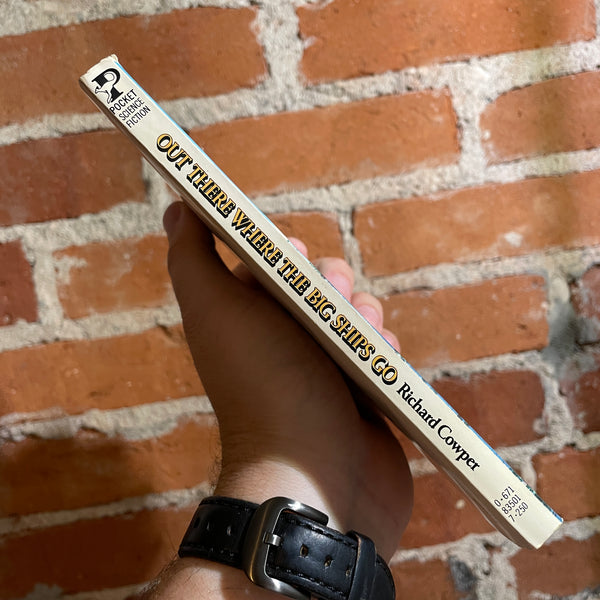 POCKET
SCIENCE
FICTION
OUT THERE WHERE THE BIG SHIPS GO
Richard Cowper
0-671
83501
7-250